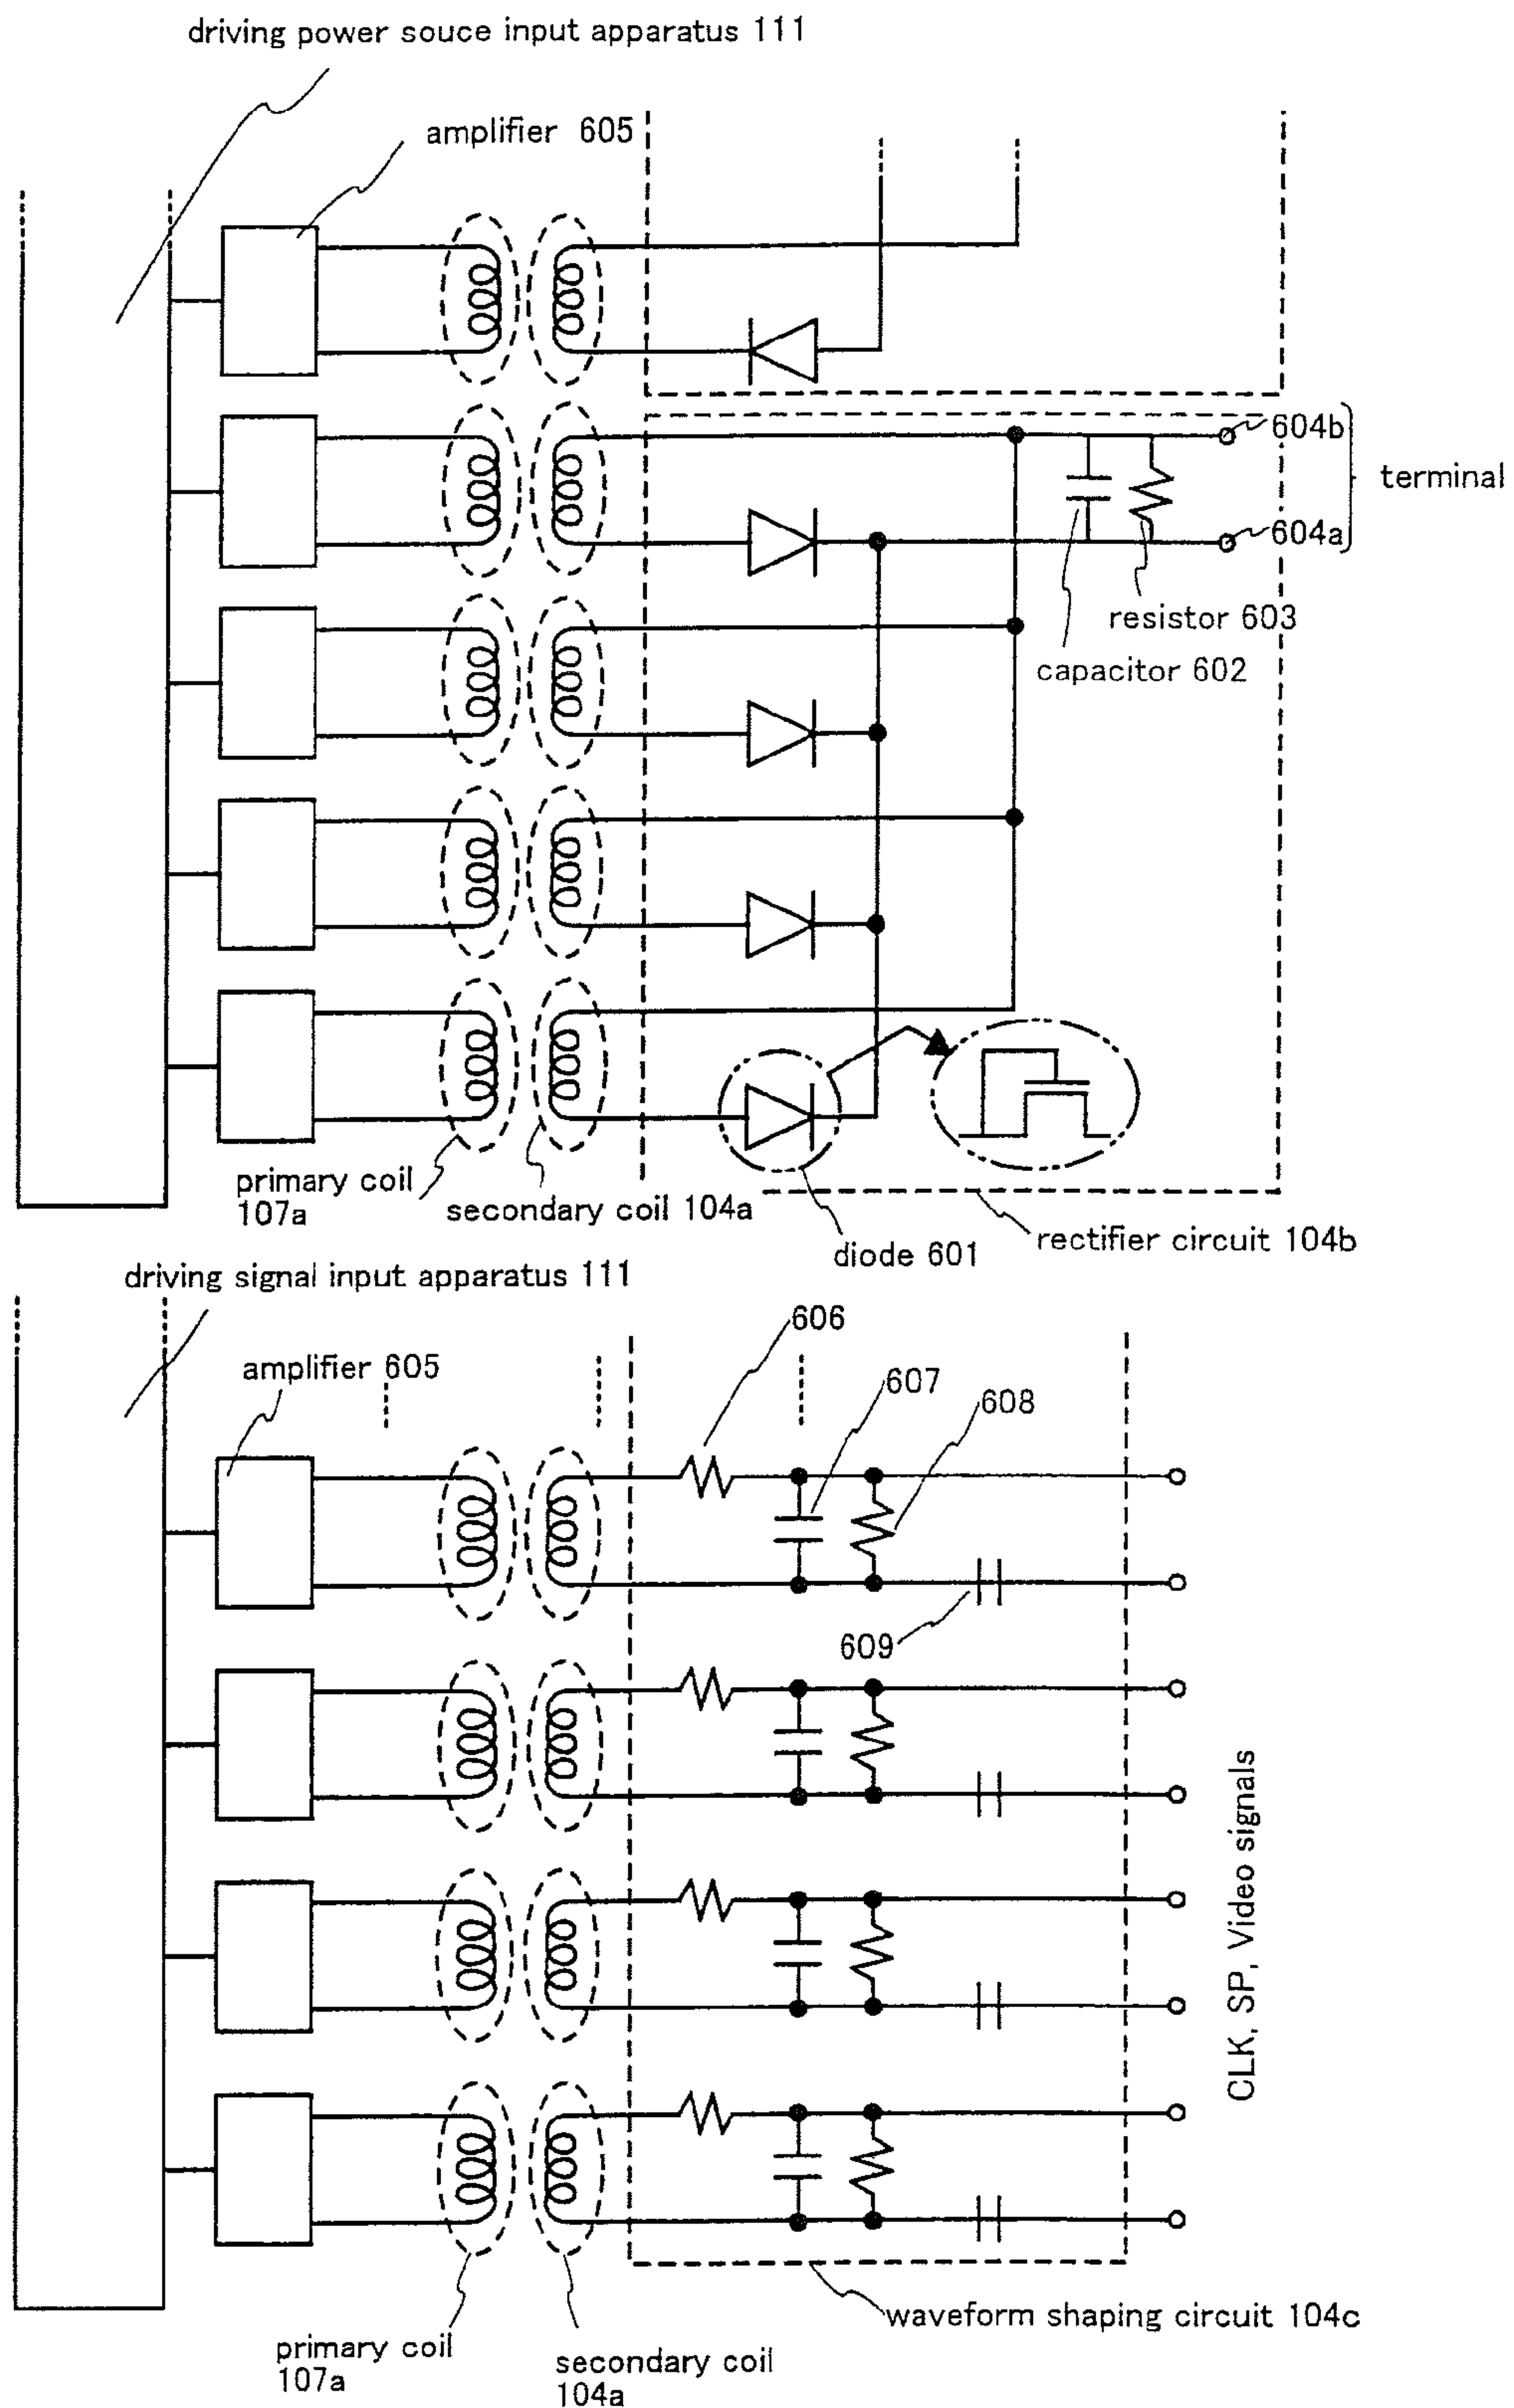 driving power souce input apparatus 111
amplifier 605
604b
terminal
604a
resistor 603
capacitor 602
primary coil
107a
secondary coil 104a
diode 601
rectifier circuit 104b
driving signal input apparatus 111
606
amplifier 605
607
608
609
CLK, SP, Video signals
waveform shaping circuit 104c
primary coil
107a
secondary coil
104a